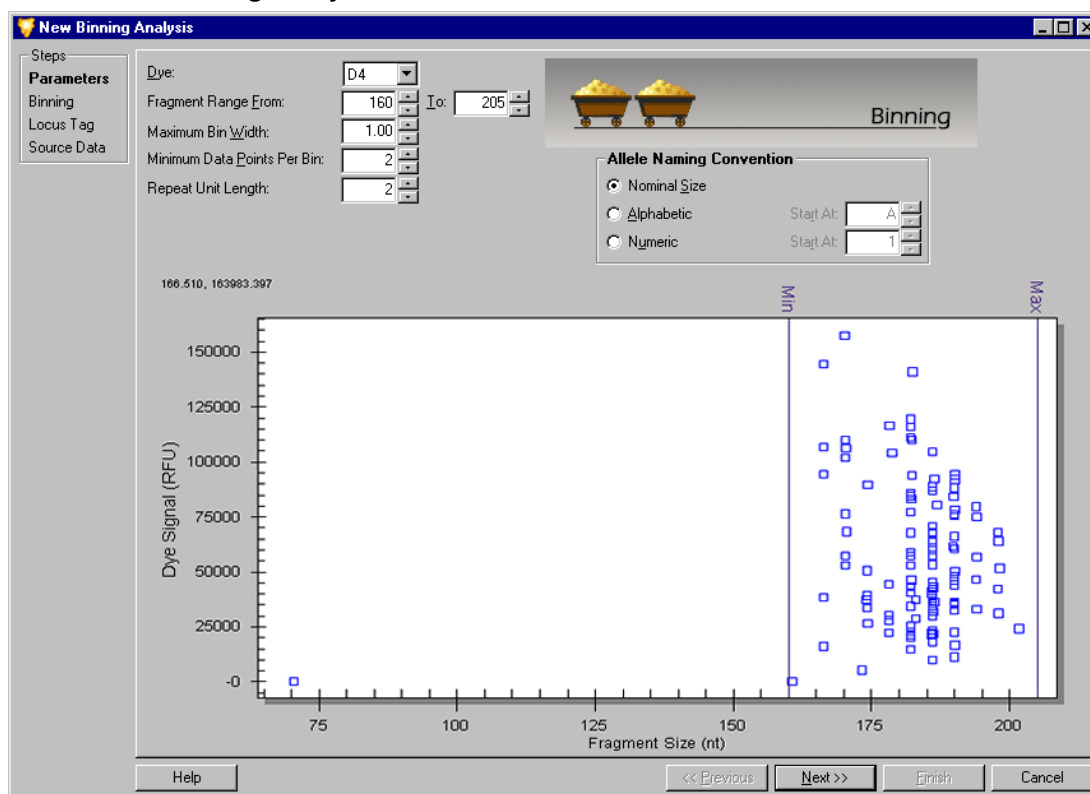 New Binning Analysis
Steps
Parameters
Binning
Locus Tag
Source Data
Dye: D4
Fragment Range From: 160 To: 205
Maximum Bin Width: 1.00
Minimum Data Points Per Bin: 2
Repeat Unit Length: 2
Binning
Allele Naming Convention
Nominal Size
Alphabetic Start At: A
Numeric Start At: 1
166.510, 163983.397
Min
Max
150000
125000
100000
75000
50000
25000
-0
Dye Signal (RFU)
75 100 125 150 175 200
Fragment Size (nt)
Help << Previous Next >> Finish Cancel